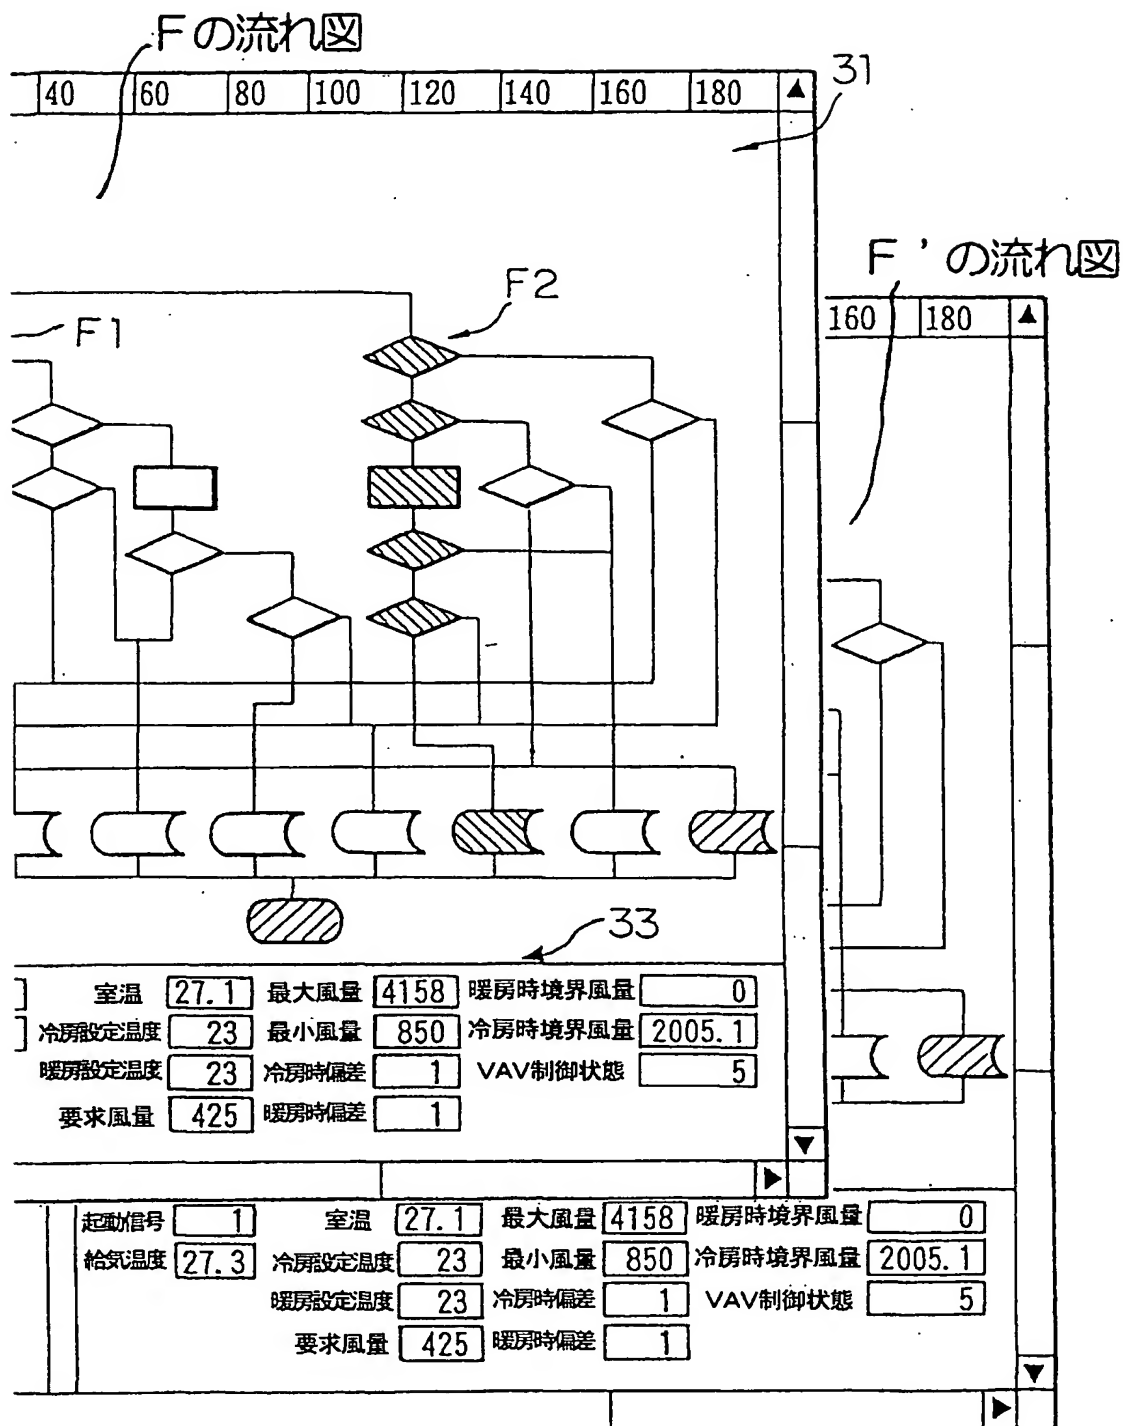 Fの流れ図
40 60 80 100 120 140 160 180
31
F'の流れ図
160 180
F1
F2
33
室温 27.1 最大風量 4158 暖房時境界風量 0
冷房設定温度 23 最小風量 850 冷房時境界風量 2005.1
暖房設定温度 23 冷房時偏差 1 VAV制御状態 5
要求風量 425 暖房時偏差 1
起動信号 1 室温 27.1 最大風量 4158 暖房時境界風量 0
給気温度 27.3 冷房設定温度 23 最小風量 850 冷房時境界風量 2005.1
暖房設定温度 23 冷房時偏差 1 VAV制御状態 5
要求風量 425 暖房時偏差 1